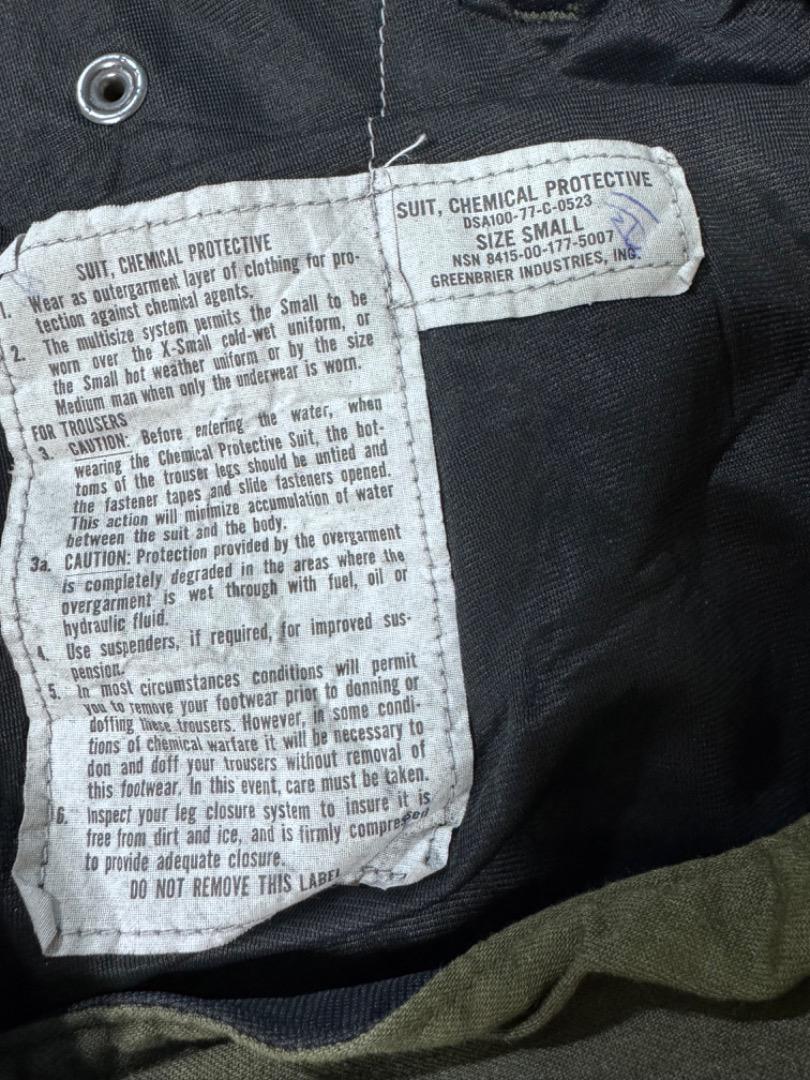 SUIT, CHEMICAL PROTECTIVE
DSA100-77-C-0523
SIZE SMALL
NSN 8415-00-177-5007
GREENBRIER INDUSTRIES, INC.
SUIT, CHEMICAL PROTECTIVE
1. Wear as outergarment layer of clothing for pro-
tection against chemical agents.
2. The multisize system permits the Small to be
worn over the X-Small cold-wet uniform, or
the Small hot weather uniform or by the size
Medium man when only the underwear is worn.
FOR TROUSERS
3. CAUTION: Before entering the water, when
wearing the Chemical Protective Suit, the bot-
toms of the trouser legs should be untied and
the fastener tapes and slide fasteners opened.
This action will minimize accumulation of water
between the suit and the body.
3a. CAUTION: Protection provided by the overgarment
is completely degraded in the areas where the
overgarment is wet through with fuel, oil or
hydraulic fluid.
4. Use suspenders, if required, for improved sus-
pension.
5. In most circumstances conditions will permit
you to remove your footwear prior to donning or
doffing these trousers. However, in some condi-
tions of chemical warfare it will be necessary to
don and doff your trousers without removal of
this footwear. In this event, care must be taken.
6. Inspect your leg closure system to insure it is
free from dirt and ice, and is firmly compressed
to provide adequate closure.
DO NOT REMOVE THIS LABEL